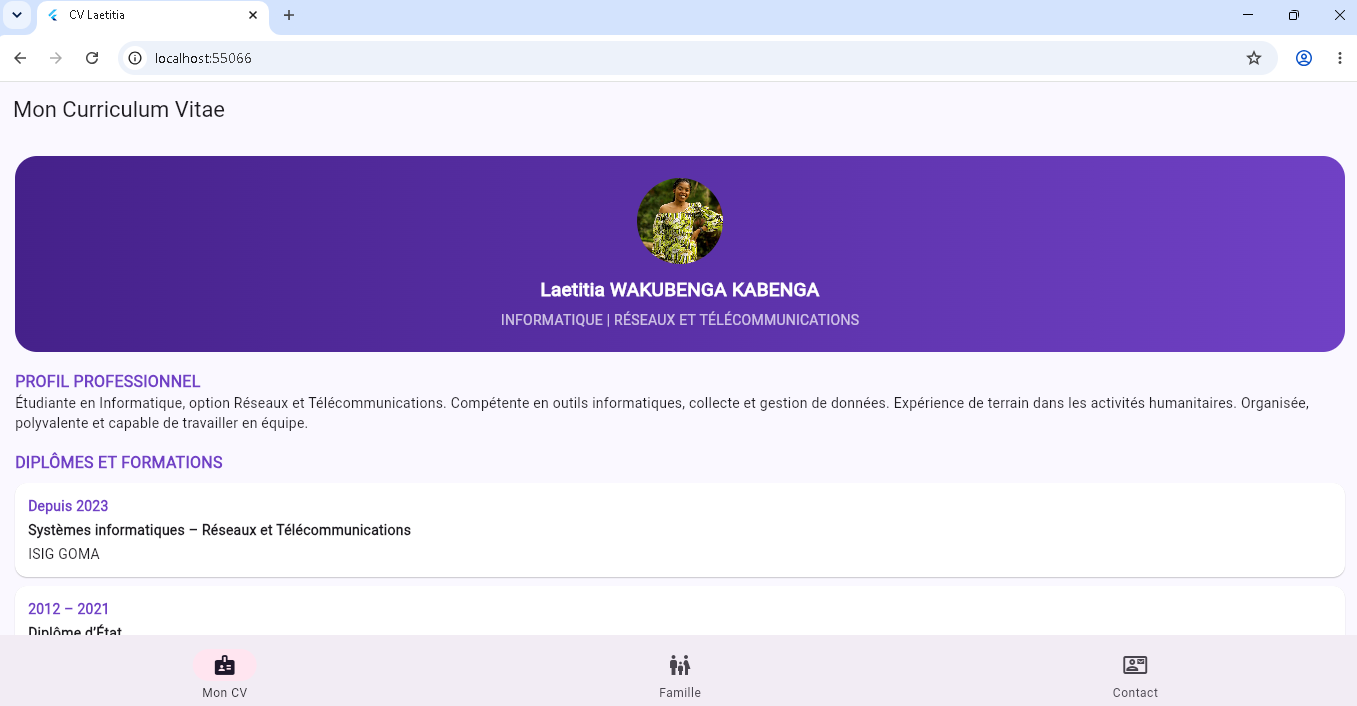 CV Laetitia
localhost:55066
Mon Curriculum Vitae
Laetitia WAKUBENGA KABENGA
INFORMATIQUE | RÉSEAUX ET TÉLÉCOMMUNICATIONS
PROFIL PROFESSIONNEL
Étudiante en Informatique, option Réseaux et Télécommunications. Compétente en outils informatiques, collecte et gestion de données. Expérience de terrain dans les activités humanitaires. Organisée,
polyvalente et capable de travailler en équipe.
DIPLÔMES ET FORMATIONS
Depuis 2023
Systèmes informatiques – Réseaux et Télécommunications
ISIG GOMA
2012 – 2021
Diplôme d’État
Mon CV
Famille
Contact